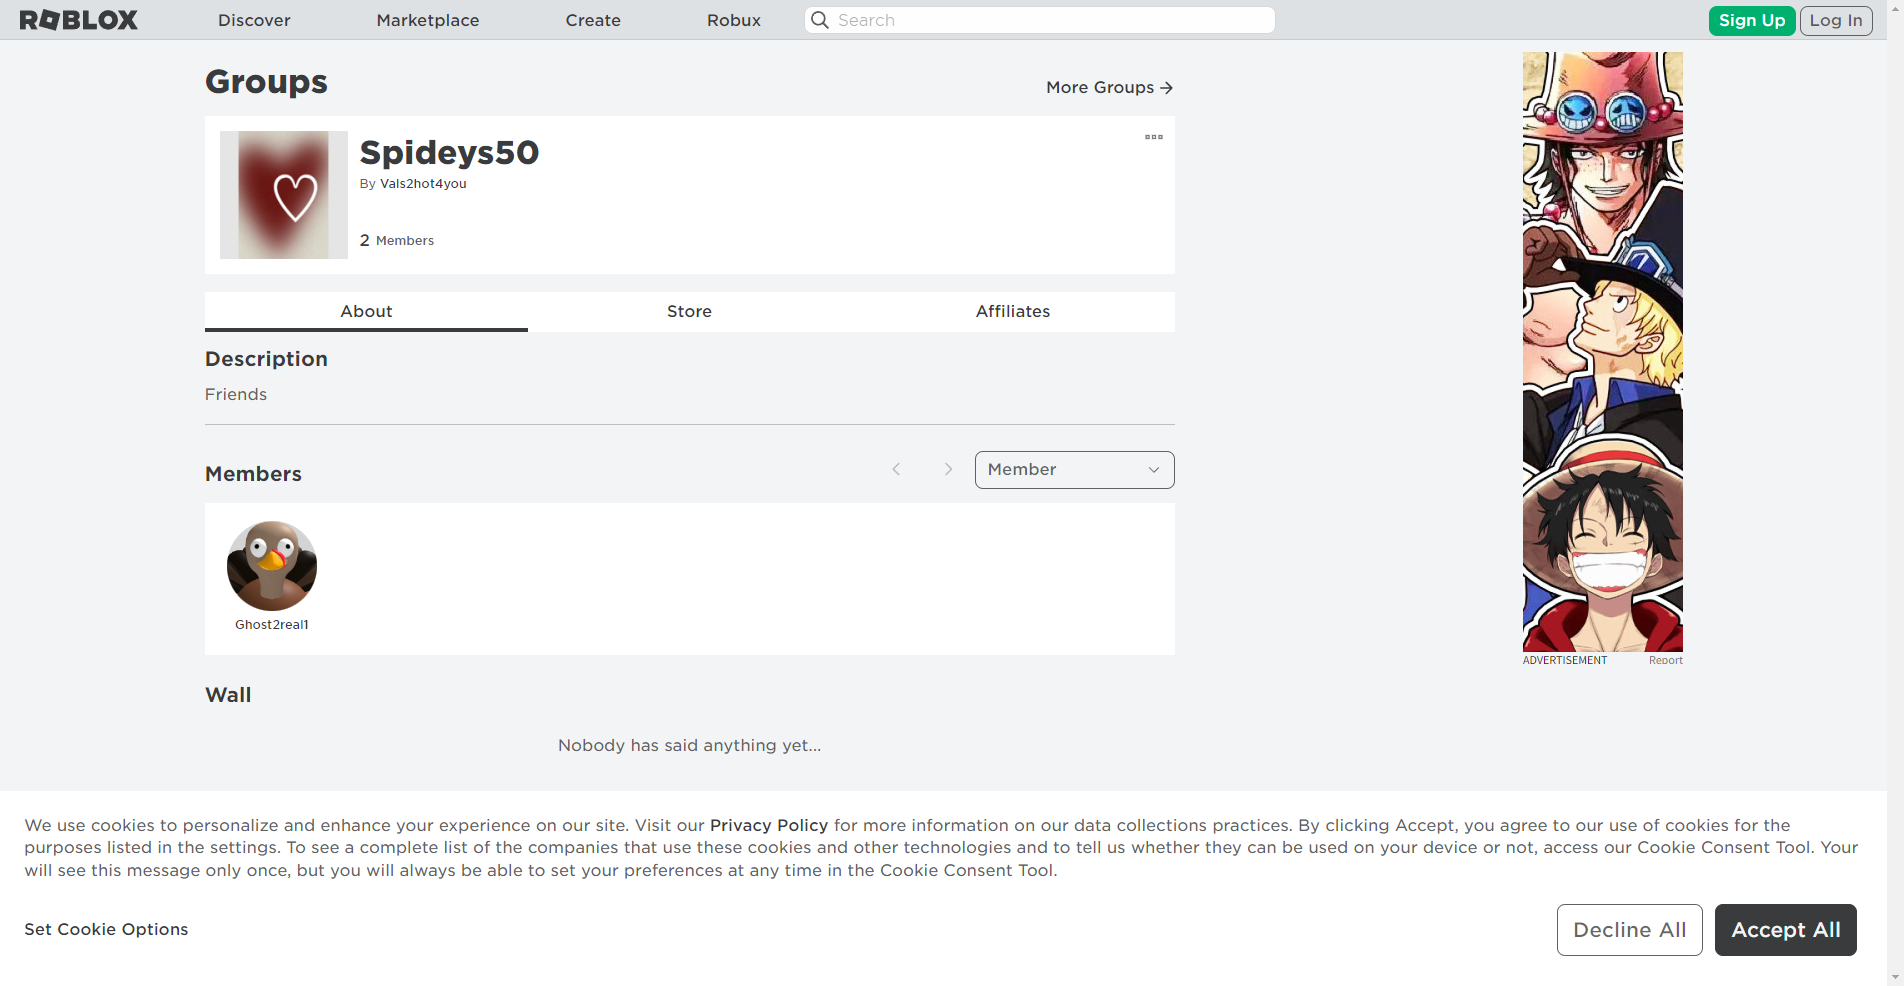 ROBLOX
Discover
Marketplace
Create
Robux
Search
Sign Up
Log In
Groups
More Groups →
Spideys50
By Vals2hot4you
2 Members
About
Store
Affiliates
Description
Friends
Members
Member
Ghost2real1
Wall
Nobody has said anything yet...
ADVERTISEMENT
Report
We use cookies to personalize and enhance your experience on our site. Visit our Privacy Policy for more information on our data collections practices. By clicking Accept, you agree to our use of cookies for the
purposes listed in the settings. To see a complete list of the companies that use these cookies and other technologies and to tell us whether they can be used on your device or not, access our Cookie Consent Tool. Your
will see this message only once, but you will always be able to set your preferences at any time in the Cookie Consent Tool.
Set Cookie Options
Decline All
Accept All